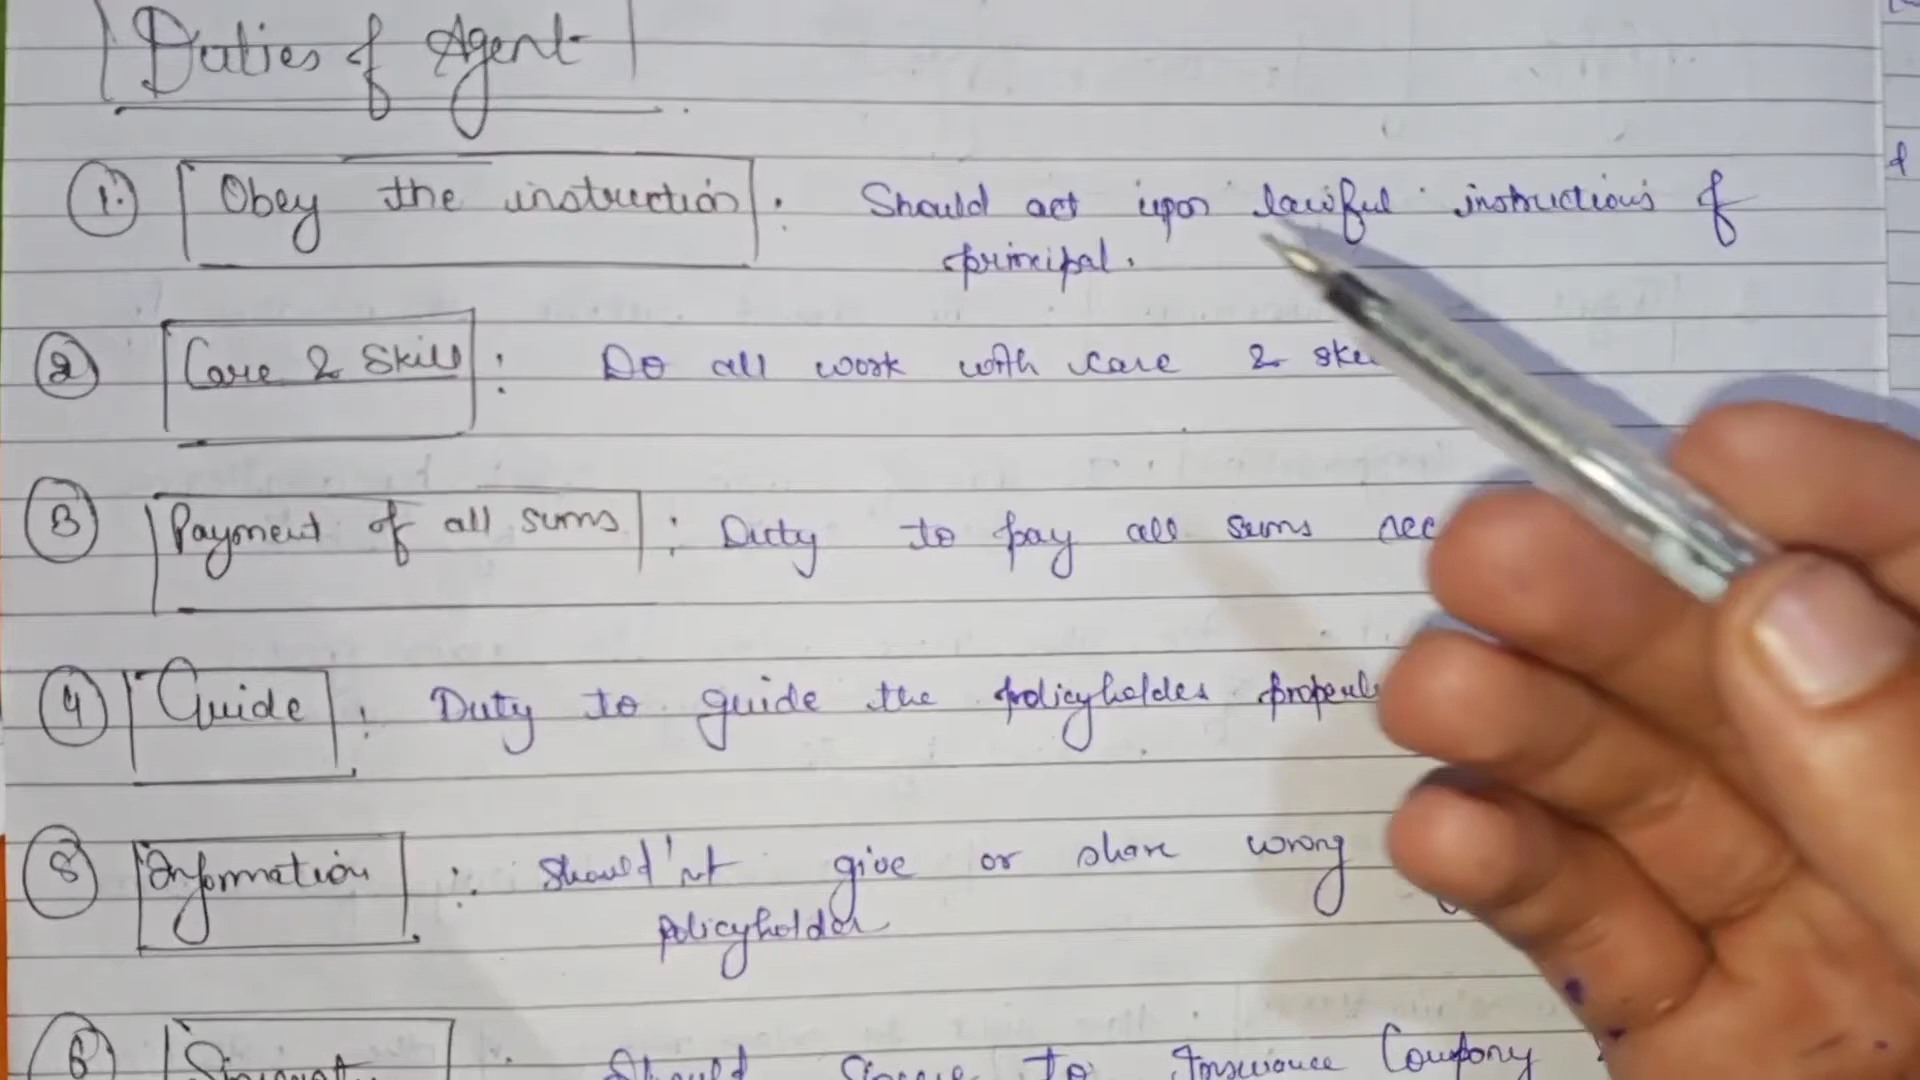 Duties of Agent
1. Obey the instruction : Should act upon lawful instructions of
principal.
2 Care & Skill : Do all work with care &
3 Payment of all sums : Duty to pay all sums
4 Guide : Duty to guide the policyholder properly
5 Information : Should'nt give or share wrong
policyholder
6 Should to Insurance Company